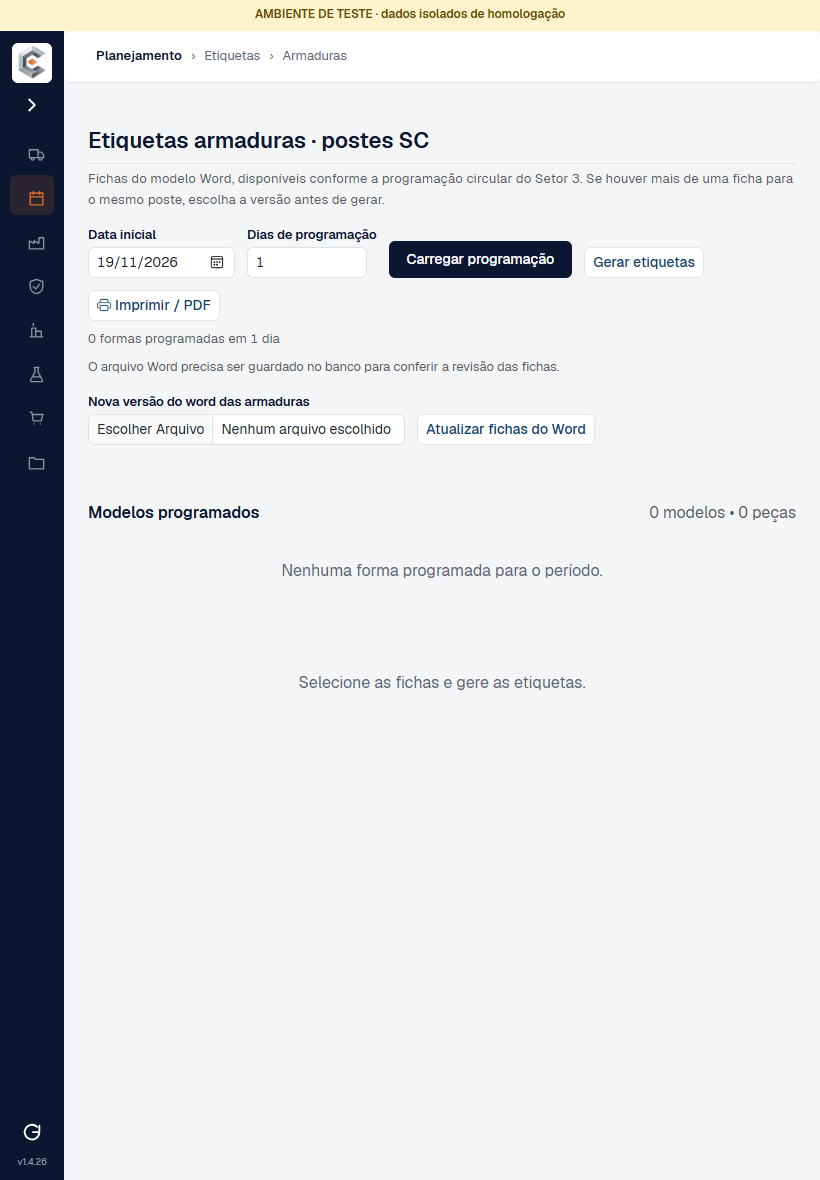 AMBIENTE DE TESTE · dados isolados de homologação
Planejamento › Etiquetas › Armaduras
Etiquetas armaduras · postes SC
Fichas do modelo Word, disponíveis conforme a programação circular do Setor 3. Se houver mais de uma ficha para
o mesmo poste, escolha a versão antes de gerar.
Data inicial
Dias de programação
19/11/2026
1
Carregar programação
Gerar etiquetas
Imprimir / PDF
0 formas programadas em 1 dia
O arquivo Word precisa ser guardado no banco para conferir a revisão das fichas.
Nova versão do word das armaduras
Escolher Arquivo
Nenhum arquivo escolhido
Atualizar fichas do Word
Modelos programados
0 modelos • 0 peças
Nenhuma forma programada para o período.
Selecione as fichas e gere as etiquetas.
v1.4.26